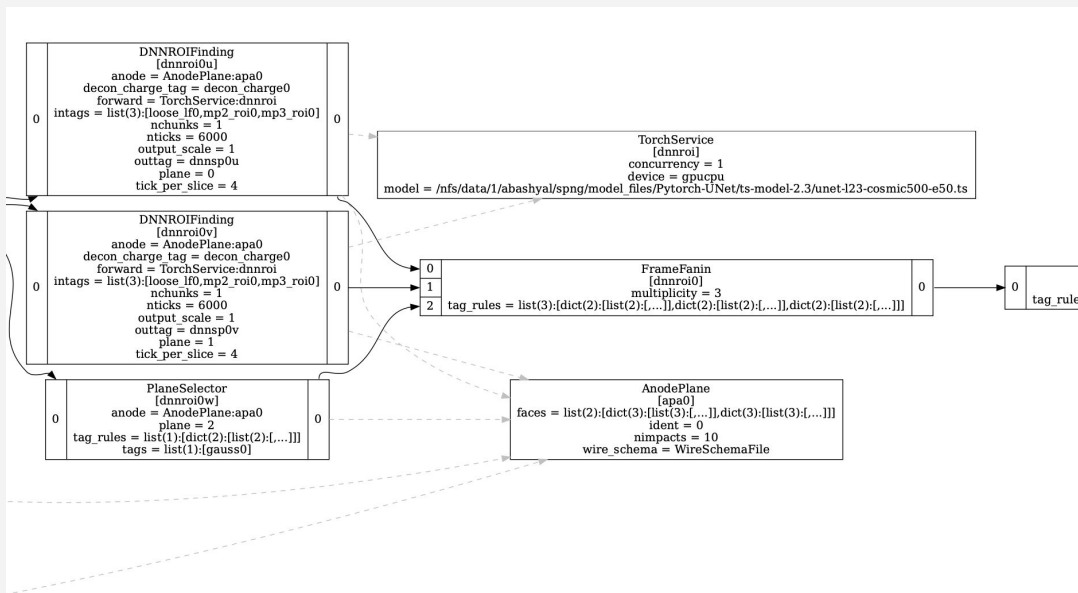 DNNROIFinding
[dnnroi0u]
anode = AnodePlane:apa0
decon_charge_tag = decon_charge0
forward = TorchService:dnnroi
0
intags = list(3):[loose_lf0,mp2_roi0,mp3_roi0]
0
nchunks = 1
nticks = 6000
output_scale = 1
outtag = dnnsp0u
plane = 0
tick_per_slice = 4
TorchService
[dnnroi]
concurrency = 1
device = gpucpu
model = /nfs/data/1/abashyal/spng/model_files/Pytorch-UNet/ts-model-2.3/unet-l23-cosmic500-e50.ts
DNNROIFinding
[dnnroi0v]
anode = AnodePlane:apa0
decon_charge_tag = decon_charge0
forward = TorchService:dnnroi
0
intags = list(3):[loose_lf0,mp2_roi0,mp3_roi0]
0
nchunks = 1
nticks = 6000
output_scale = 1
outtag = dnnsp0v
plane = 1
tick_per_slice = 4
0
1
2
FrameFanin
[dnnroi0]
multiplicity = 3
tag_rules = list(3):[dict(2):[list(2):[,...]],dict(2):[list(2):[,...]],dict(2):[list(2):[,...]]]
0
0
tag_rule
PlaneSelector
[dnnroi0w]
anode = AnodePlane:apa0
0
plane = 2
0
tag_rules = list(1):[dict(2):[list(2):[,...]]]
tags = list(1):[gauss0]
AnodePlane
[apa0]
faces = list(2):[dict(3):[list(3):[,...]],dict(3):[list(3):[,...]]]
ident = 0
nimpacts = 10
wire_schema = WireSchemaFile